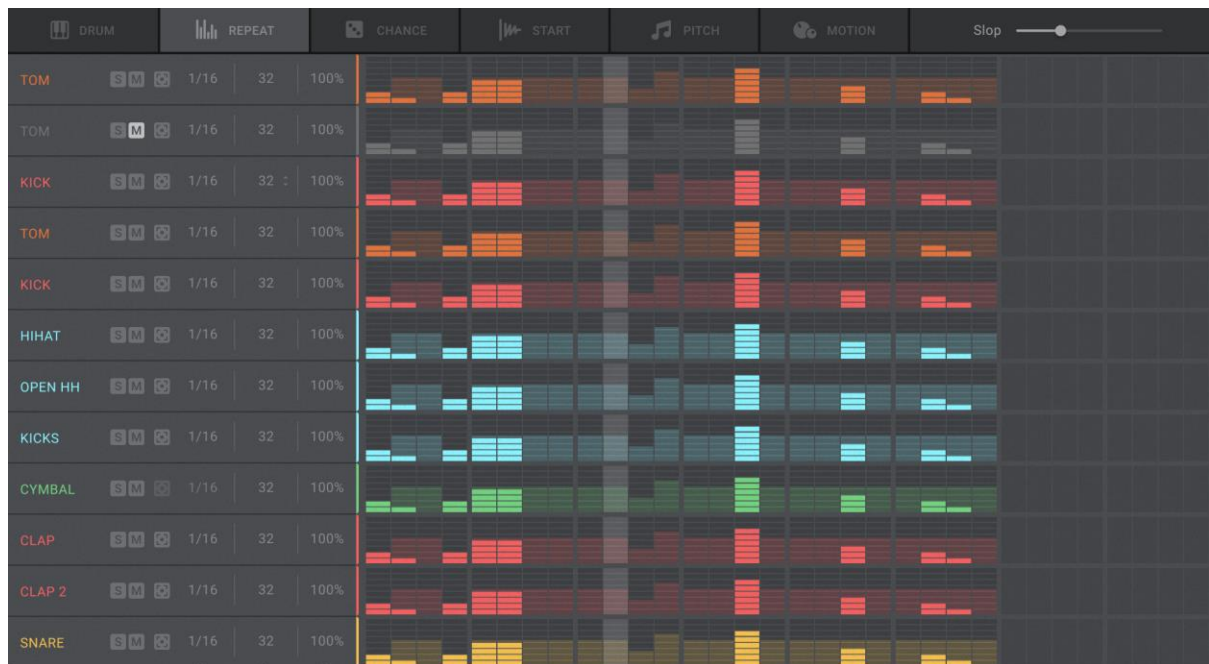 DRUM REPEAT CHANCE START PITCH MOTION Slop
TOM S M 1/16 32 100%
TOM S M 1/16 32 100%
KICK S M 1/16 32 100%
TOM S M 1/16 32 100%
KICK S M 1/16 32 100%
HIHAT S M 1/16 32 100%
OPEN HH S M 1/16 32 100%
KICKS S M 1/16 32 100%
CYMBAL S M 1/16 32 100%
CLAP S M 1/16 32 100%
CLAP 2 S M 1/16 32 100%
SNARE S M 1/16 32 100%